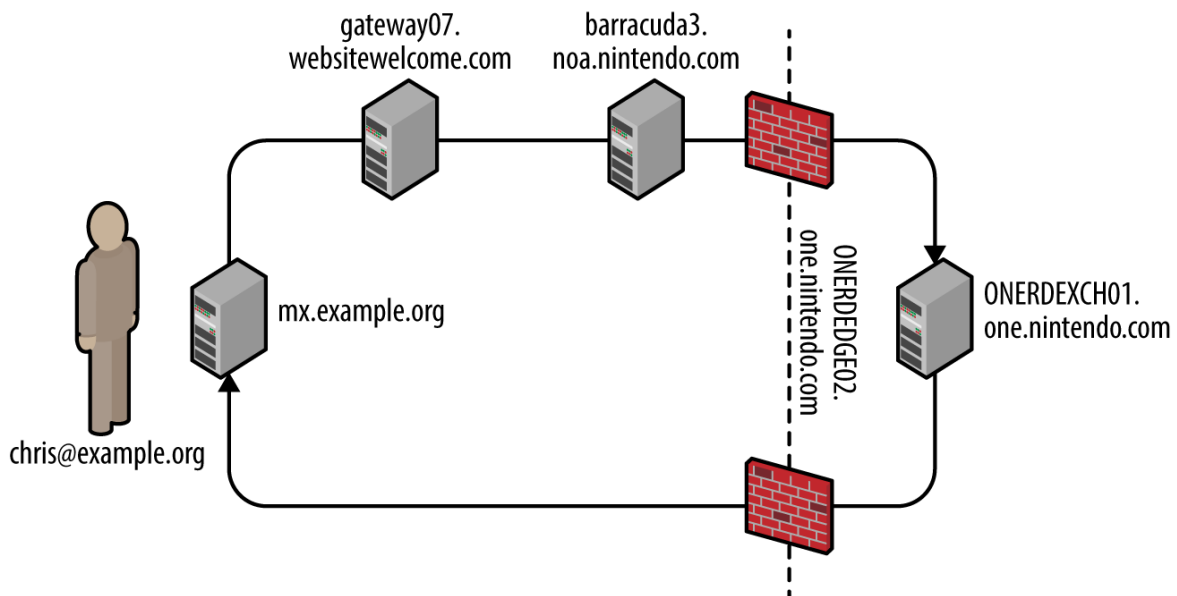 gateway07.
websitewelcome.com
barracuda3.
noa.nintendo.com
mx.example.org
chris@example.org
ONERDEDGE02.
one.nintendo.com
ONERDEXCH01.
one.nintendo.com